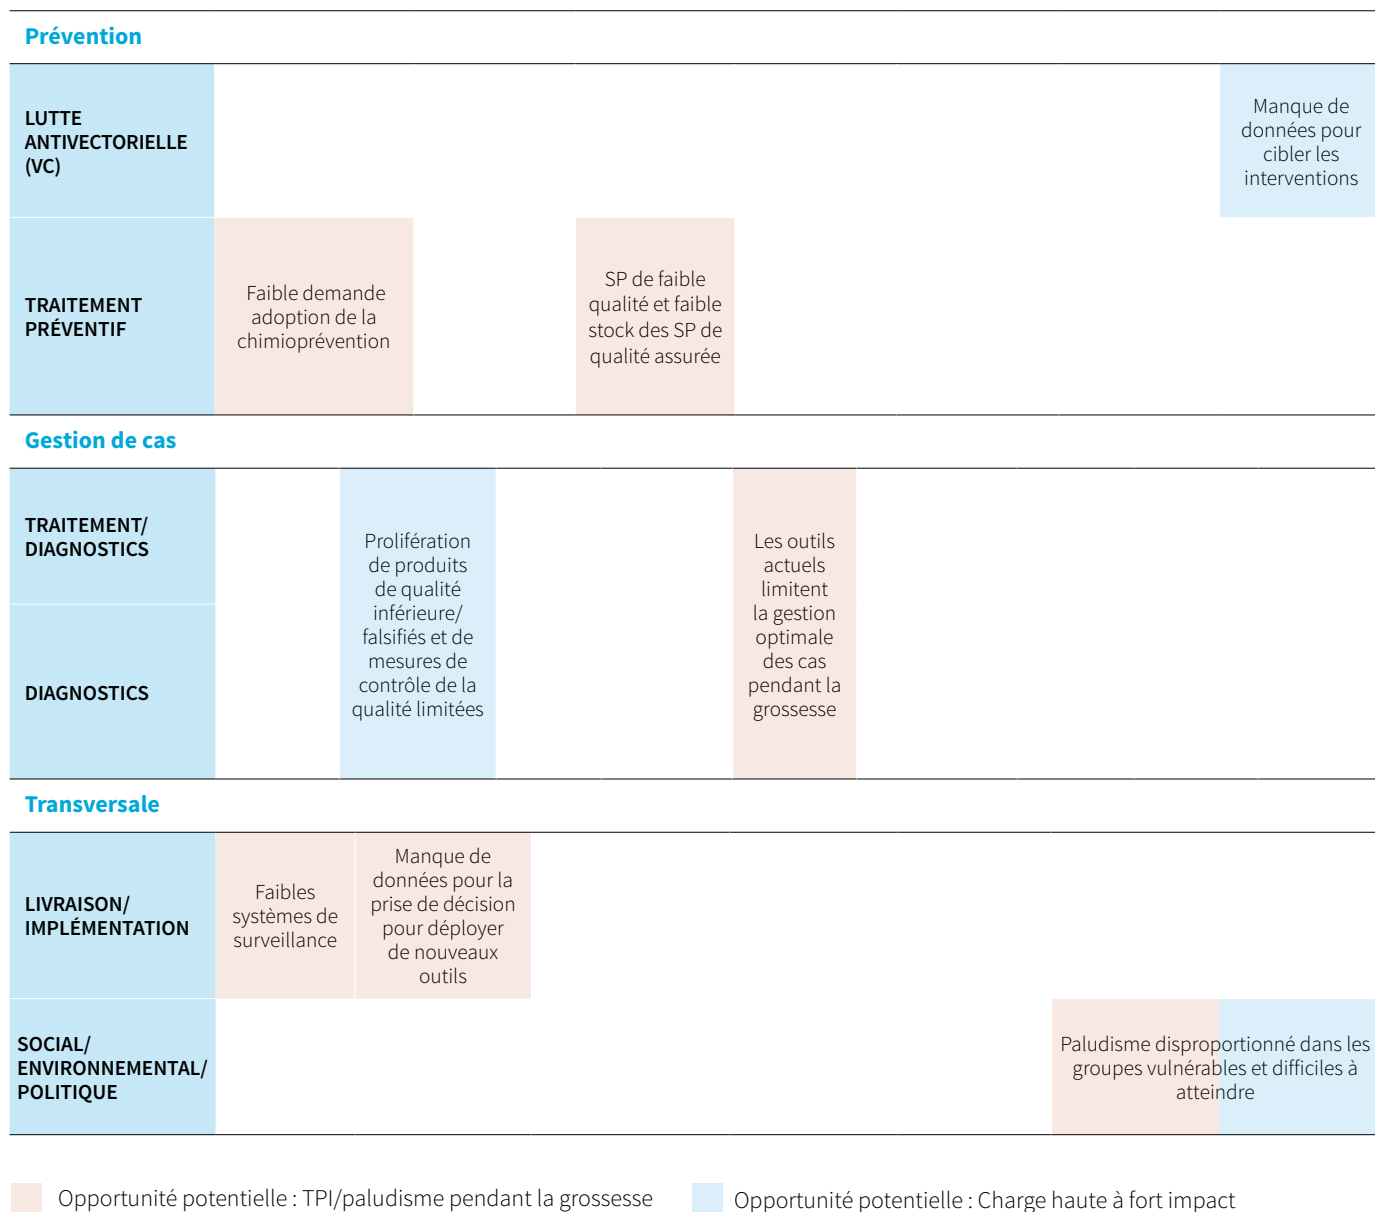 Prévention
LUTTE
ANTIVECTORIELLE
(VC)
Manque de
données pour
cibler les
interventions
TRAITEMENT
PRÉVENTIF
Faible demande
adoption de la
chimioprévention
SP de faible
qualité et faible
stock des SP de
qualité assurée
Gestion de cas
TRAITEMENT/
DIAGNOSTICS
DIAGNOSTICS
Prolifération
de produits
de qualité
inférieure/
falsifiés et de
mesures de
contrôle de la
qualité limitées
Les outils
actuels
limitent
la gestion
optimale
des cas
pendant la
grossesse
Transversale
LIVRAISON/
IMPLÉMENTATION
Faibles
systèmes de
surveillance
Manque de
données pour la
prise de décision
pour déployer
de nouveaux
outils
SOCIAL/
ENVIRONNEMENTAL/
POLITIQUE
Paludisme disproportionné dans les
groupes vulnérables et difficiles à
atteindre
Opportunité potentielle : TPI/paludisme pendant la grossesse
Opportunité potentielle : Charge haute à fort impact